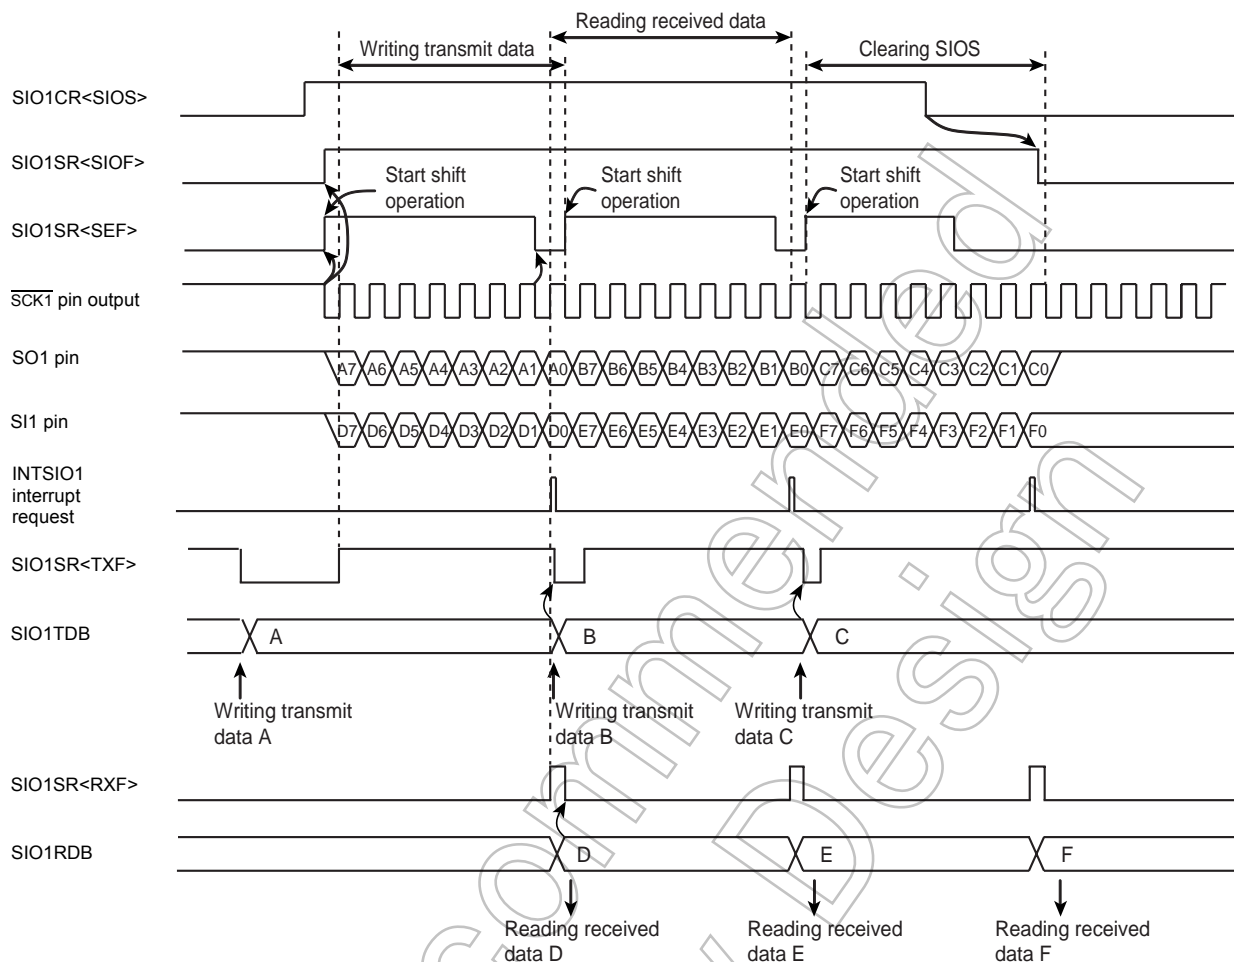 Reading received data
Writing transmit data
Clearing SIOS
SIO1CR<SIOS>
SIO1SR<SIOF>
Start shift
operation
Start shift
operation
Start shift
operation
SIO1SR<SEF>
SCK1 pin output
SO1 pin
A7 A6 A5 A4 A3 A2 A1 A0 B7 B6 B5 B4 B3 B2 B1 B0 C7 C6 C5 C4 C3 C2 C1 C0
SI1 pin
D7 D6 D5 D4 D3 D2 D1 D0 E7 E6 E5 E4 E3 E2 E1 E0 F7 F6 F5 F4 F3 F2 F1 F0
INTSIO1
interrupt
request
SIO1SR<TXF>
SIO1TDB
A
B
C
Writing transmit
data A
Writing transmit
data B
Writing transmit
data C
SIO1SR<RXF>
SIO1RDB
D
E
F
Reading received
data D
Reading received
data E
Reading received
data F
commended
Design